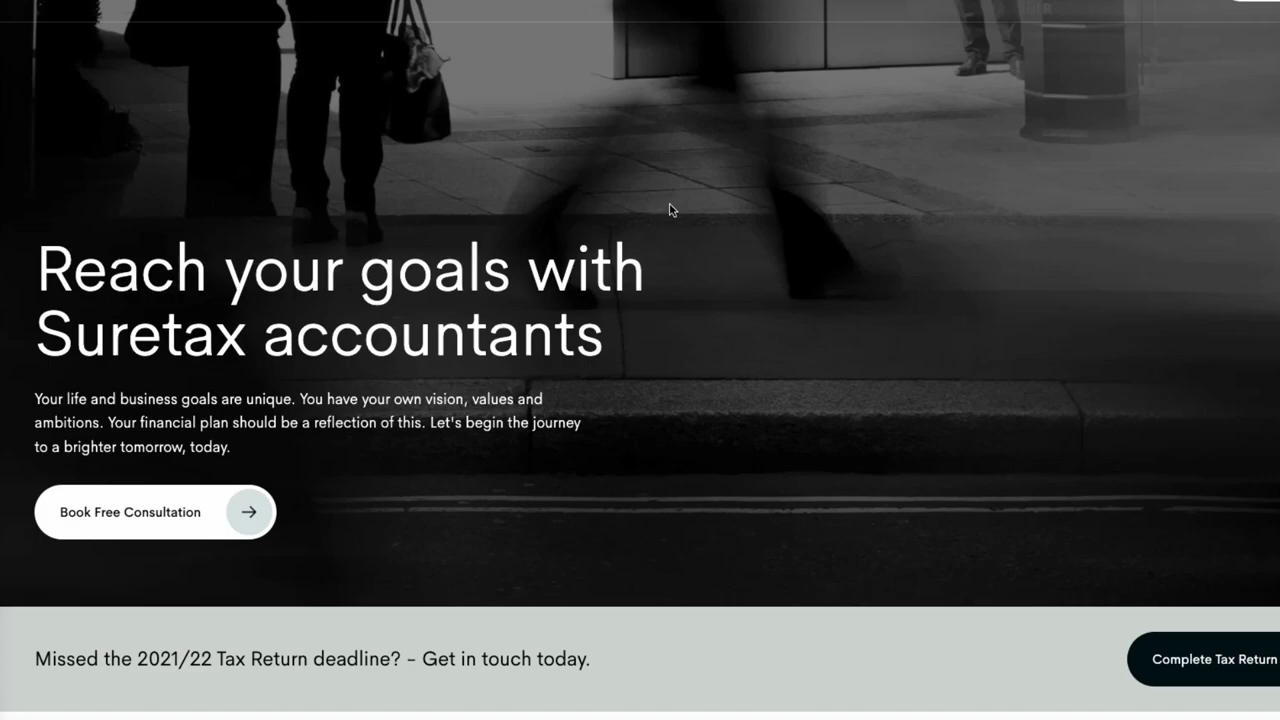 Reach your goals with
Suretax accountants
Your life and business goals are unique. You have your own vision, values and
ambitions. Your financial plan should be a reflection of this. Let's begin the journey
to a brighter tomorrow, today.
Book Free Consultation
Missed the 2021/22 Tax Return deadline? - Get in touch today.
Complete Tax Return